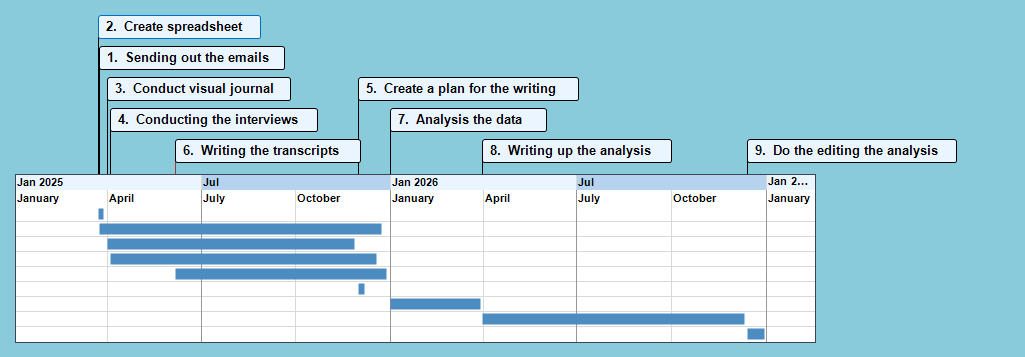 2. Create spreadsheet
1. Sending out the emails
3. Conduct visual journal
5. Create a plan for the writing
4. Conducting the interviews
7. Analysis the data
6. Writing the transcripts
8. Writing up the analysis
9. Do the editing the analysis
Jan 2025 Jul Jan 2026 Jul Jan 2...
January April July October January April July October January